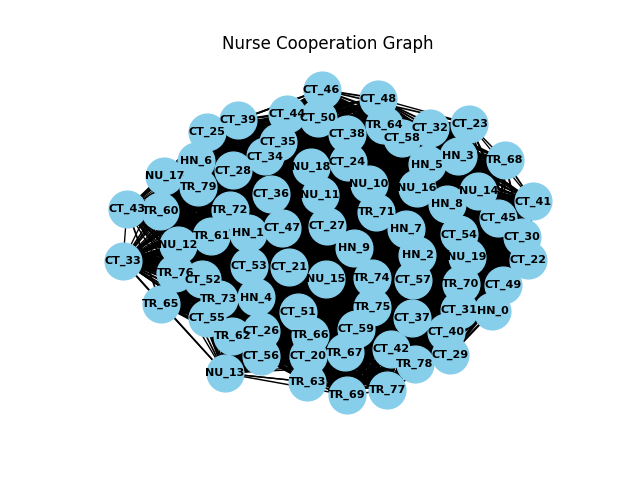 Nurse Cooperation Graph
CT_46
CT_48
CT_44
CT_50
CT_39
CT_25
TR_64
CT_38
CT_58
CT_32
CT_23
CT_35
CT_34
HN_6
CT_28
NU_18
CT_24
HN_5
HN_3
TR_68
NU_17
TR_79
CT_36
NU_11
NU_10
NU_16
NU_14
HN_8
CT_41
CT_43
TR_60
TR_72
TR_71
CT_45
TR_61
HN_1
CT_47
CT_27
HN_7
CT_54
CT_30
NU_12
HN_9
HN_2
NU_19
CT_22
CT_33
TR_76
CT_52
CT_53
CT_21
NU_15
TR_74
CT_57
TR_70
CT_49
TR_65
TR_73
HN_4
CT_51
TR_75
CT_31
HN_0
CT_55
CT_37
TR_62
CT_26
TR_66
CT_59
CT_40
CT_56
CT_20
TR_67
CT_42
CT_29
TR_78
NU_13
TR_63
TR_69
TR_77